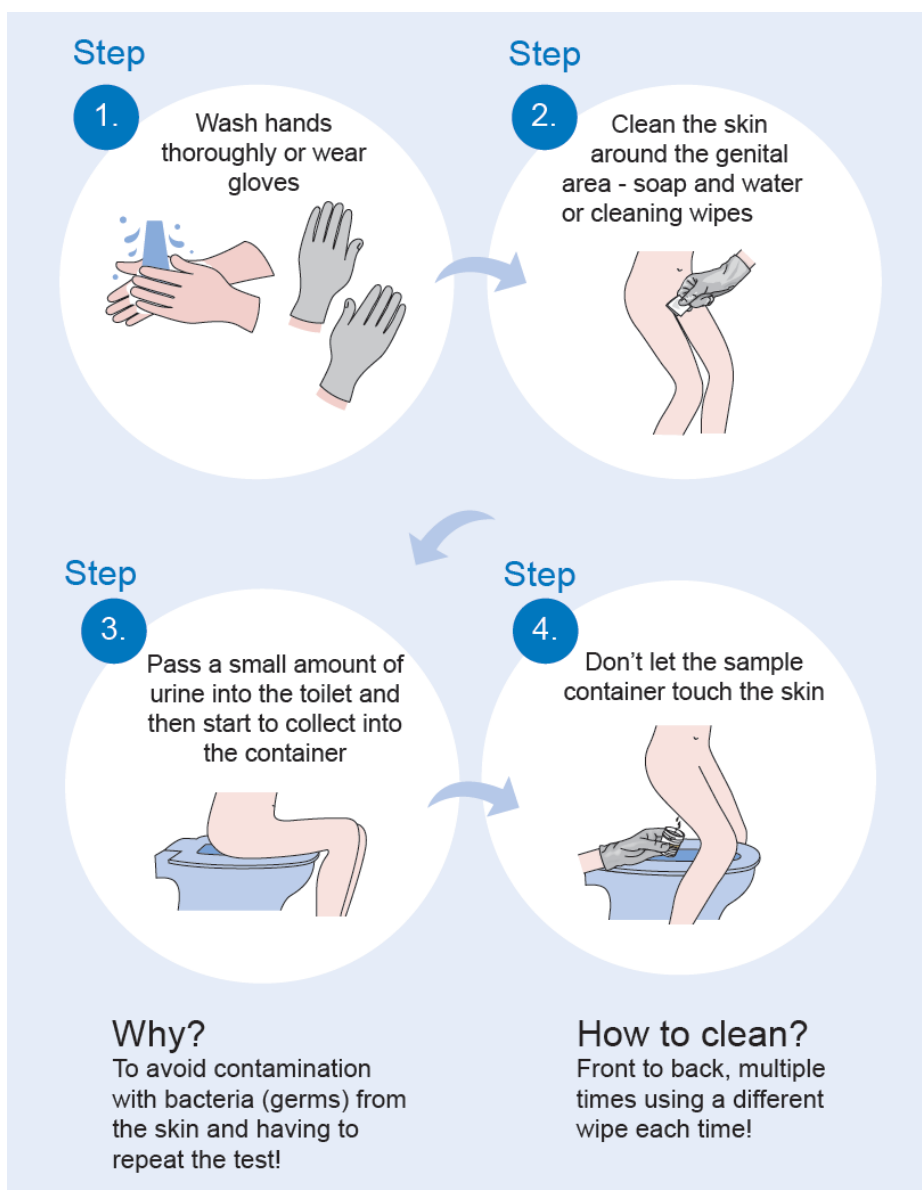 Step
1.
Wash hands
thoroughly or wear
gloves
Step
2.
Clean the skin
around the genital
area - soap and water
or cleaning wipes
Step
3.
Pass a small amount of
urine into the toilet and
then start to collect into
the container
Step
4.
Don’t let the sample
container touch the skin
Why?
To avoid contamination
with bacteria (germs) from
the skin and having to
repeat the test!
How to clean?
Front to back, multiple
times using a different
wipe each time!